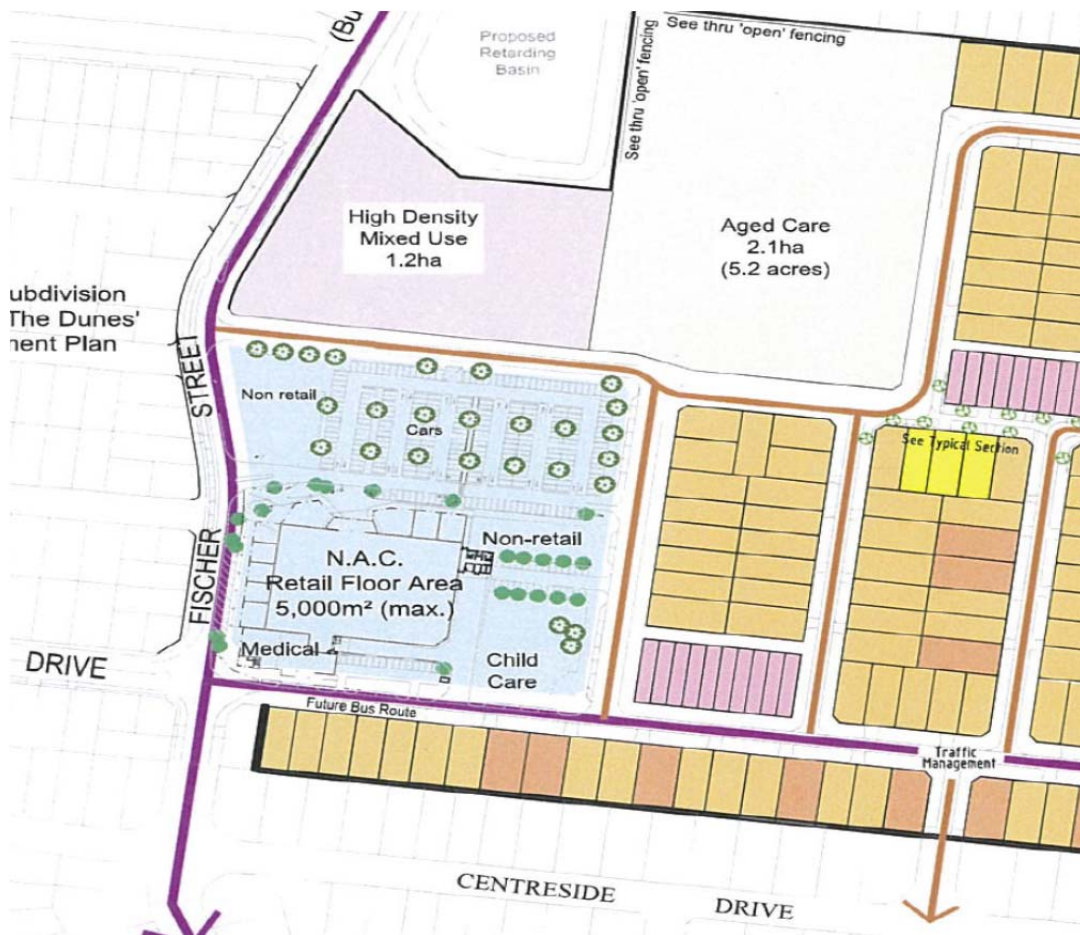 (Bu
Proposed
Retarding
Basin
See thru 'open' fencing
See thru 'open' fencing
High Density
Mixed Use
1.2ha
Aged Care
2.1ha
(5.2 acres)
ubdivision
The Dunes'
nent Plan
FISCHER STREET
Non retail
Cars
See Typical Section
Non-retail
N.A.C.
Retail Floor Area
5,000m² (max.)
Medical
Child
Care
DRIVE
Future Bus Route
Traffic
Management
CENTRESIDE DRIVE